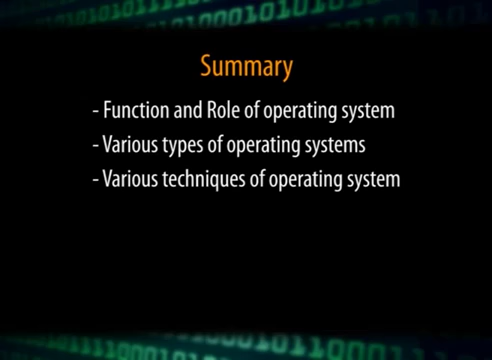 Summary
- Function and Role of operating system
- Various types of operating systems
- Various techniques of operating system